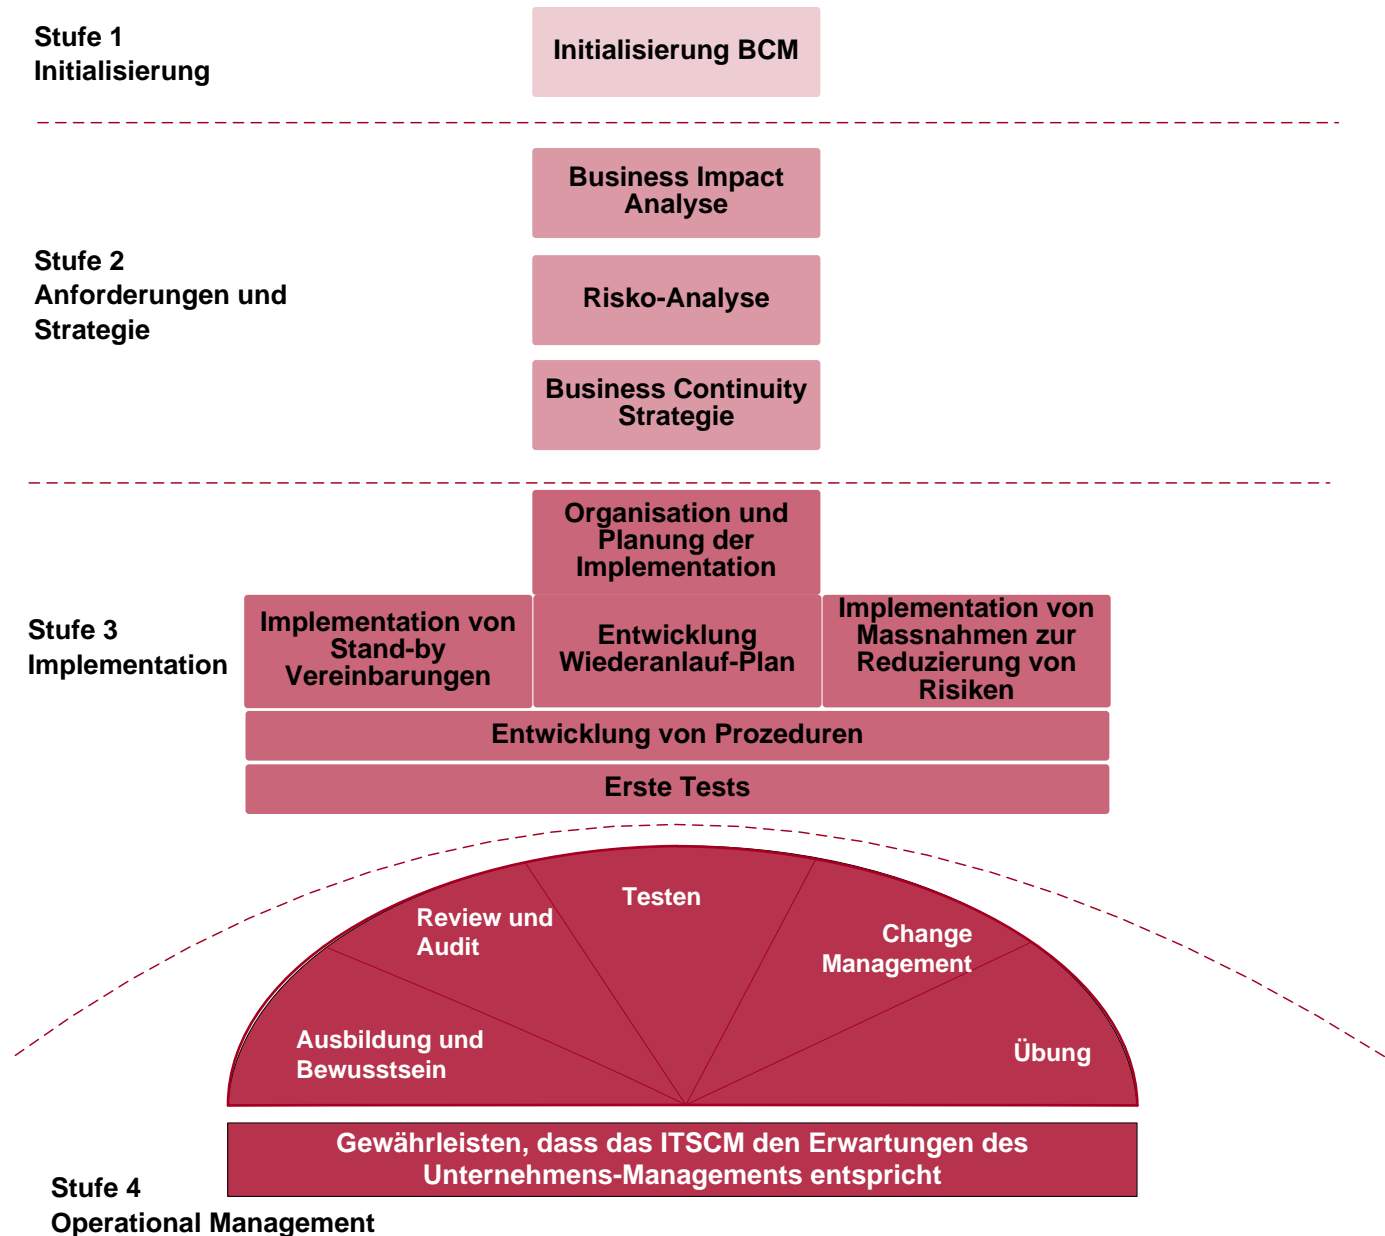 Stufe 1
Initialisierung
Initialisierung BCM
Business Impact
Analyse
Stufe 2
Anforderungen und
Strategie
Risko-Analyse
Business Continuity
Strategie
Organisation und
Planung der
Implementation
Stufe 3
Implementation
Implementation von
Stand-by
Vereinbarungen
Entwicklung
Wiederanlauf-Plan
Implementation von
Massnahmen zur
Reduzierung von
Risiken
Entwicklung von Prozeduren
Erste Tests
Ausbildung und
Bewusstsein
Review und
Audit
Testen
Change
Management
Übung
Gewährleisten, dass das ITSCM den Erwartungen des
Unternehmens-Managements entspricht
Stufe 4
Operational Management